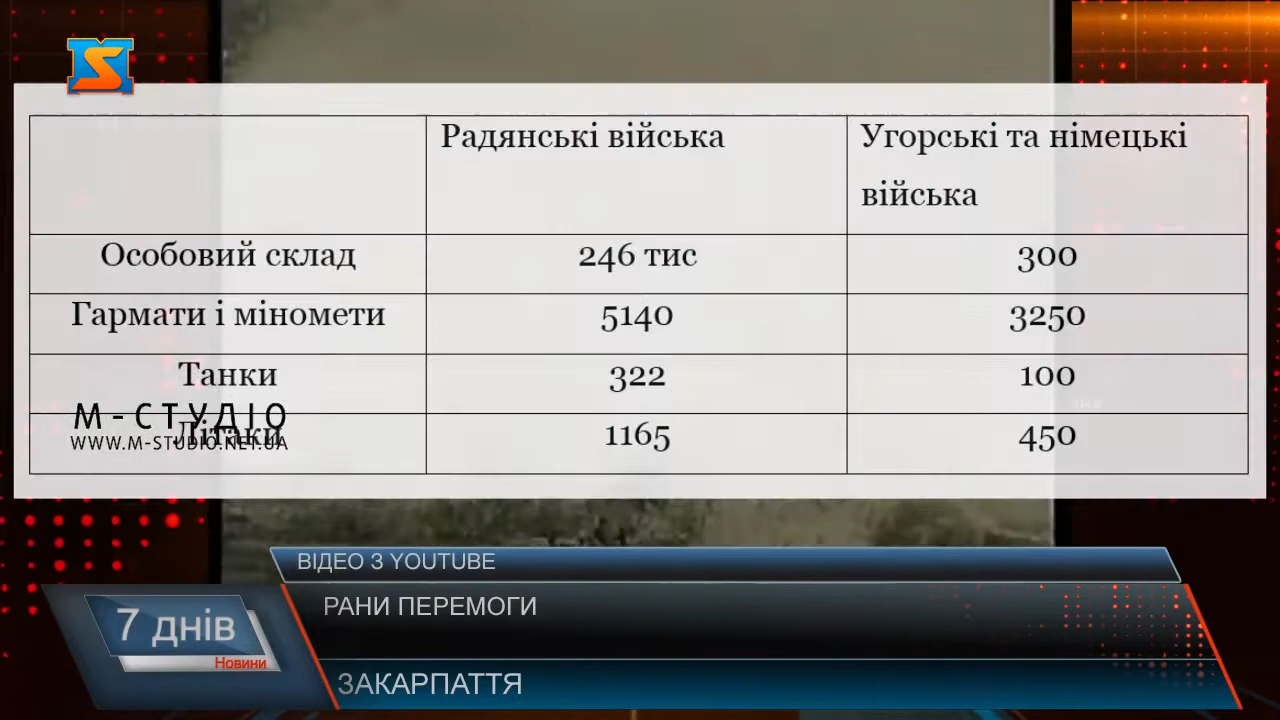 Радянські війська
Угорські та німецькі
війська
Особовий склад
246 тис
300
Гармати і міномети
5140
3250
Танки
322
100
М-СТУДІО
Літаки
WWW.M-STUDIO.NET.UA
1165
450
ВІДЕО З YOUTUBE
РАНИ ПЕРЕМОГИ
7 днів
Новини
ЗАКАРПАТТЯ